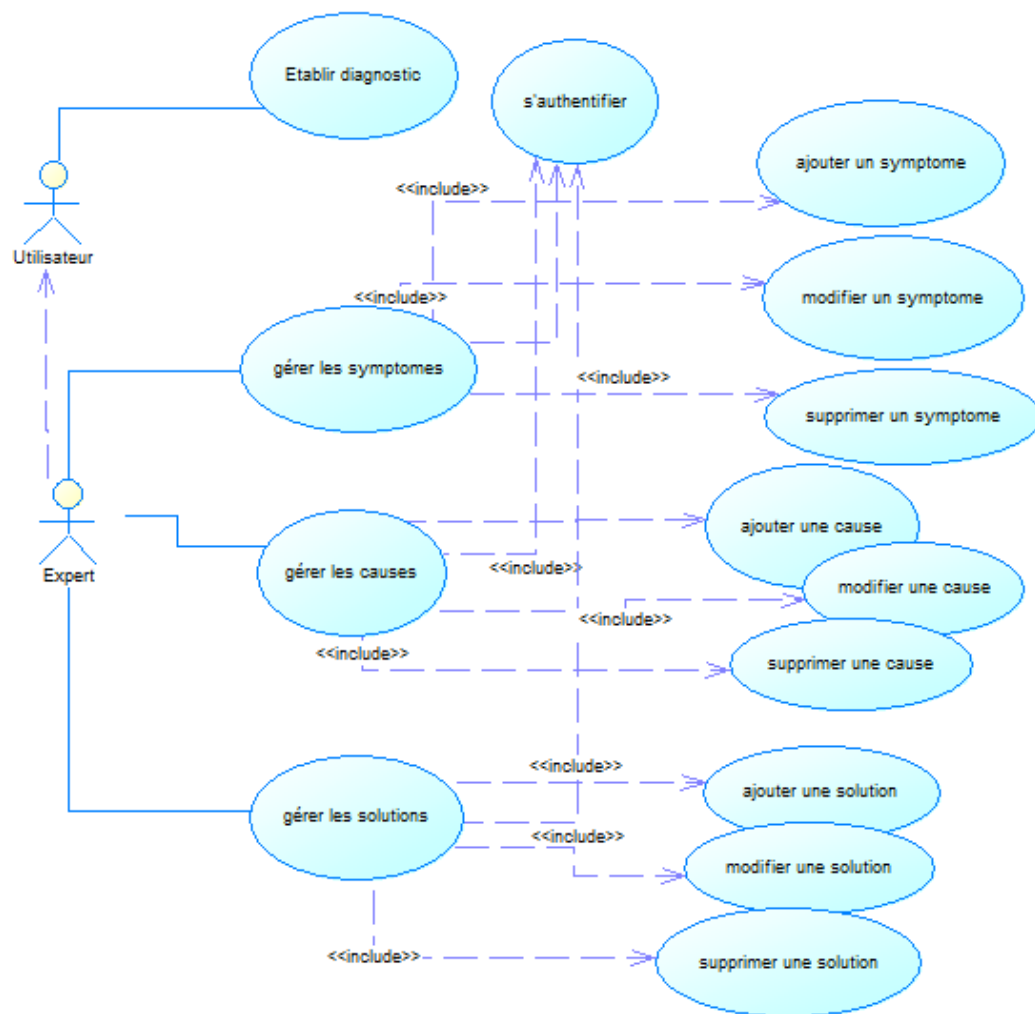 Etablir diagnostic
s'authentifier
ajouter un symptome
<<include>>
Utilisateur
<<include>>
modifier un symptome
gérer les symptomes
<<include>>
supprimer un symptome
ajouter une cause
Expert
gérer les causes
<<include>>
modifier une cause
<<include>>
<<include>>
supprimer une cause
<<include>>
ajouter une solution
gérer les solutions
<<include>>
modifier une solution
<<include>>
supprimer une solution